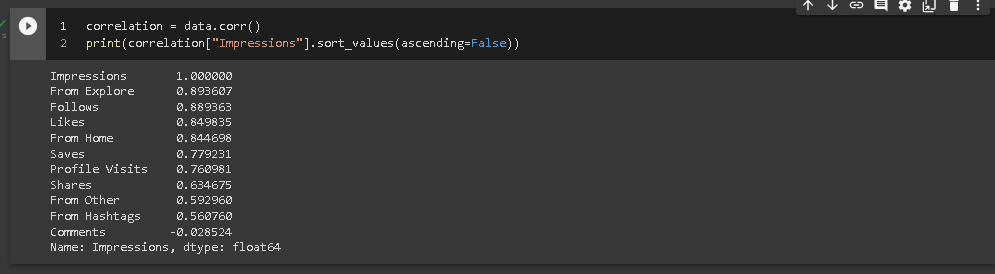 1 correlation = data.corr()
2 print(correlation["Impressions"].sort_values(ascending=False))
Impressions 1.000000
From Explore 0.893607
Follows 0.889363
Likes 0.849835
From Home 0.844698
Saves 0.779231
Profile Visits 0.760981
Shares 0.634675
From Other 0.592960
From Hashtags 0.560760
Comments -0.028524
Name: Impressions, dtype: float64